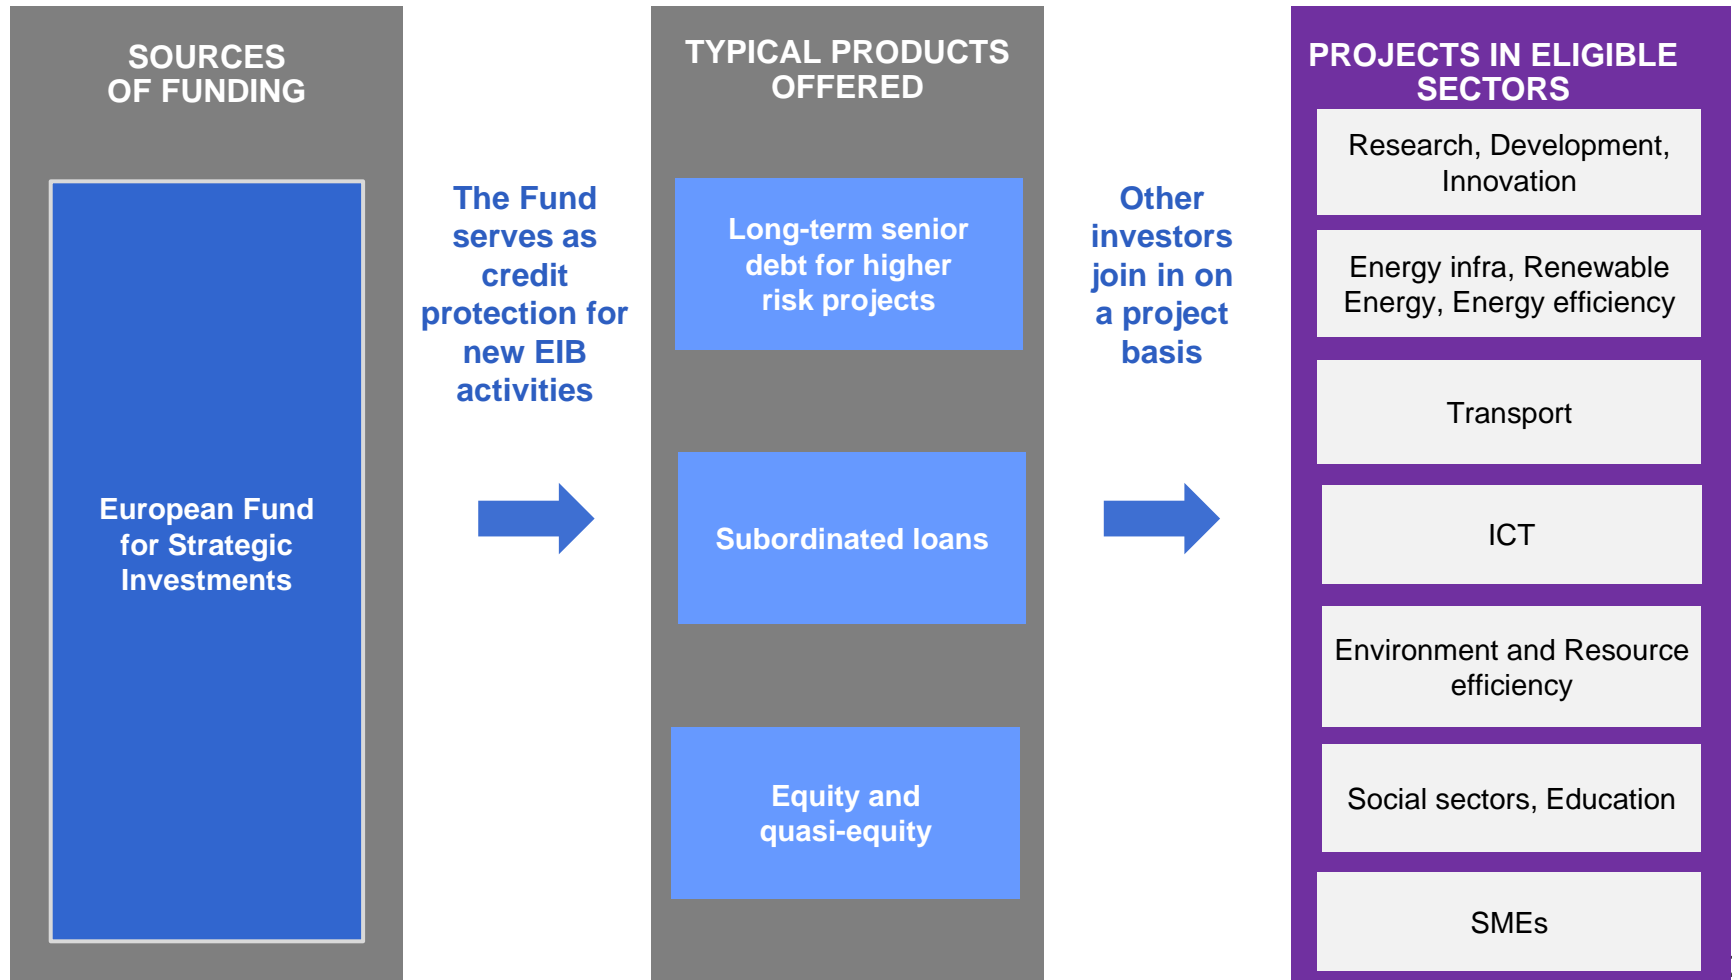 SOURCES
OF FUNDING
European Fund
for Strategic
Investments
The Fund
serves as
credit
protection for
new EIB
activities
TYPICAL PRODUCTS
OFFERED
Long-term senior
debt for higher
risk projects
Subordinated loans
Equity and
quasi-equity
Other
investors
join in on
a project
basis
PROJECTS IN ELIGIBLE
SECTORS
Research, Development,
Innovation
Energy infra, Renewable
Energy, Energy efficiency
Transport
ICT
Environment and Resource
efficiency
Social sectors, Education
SMEs